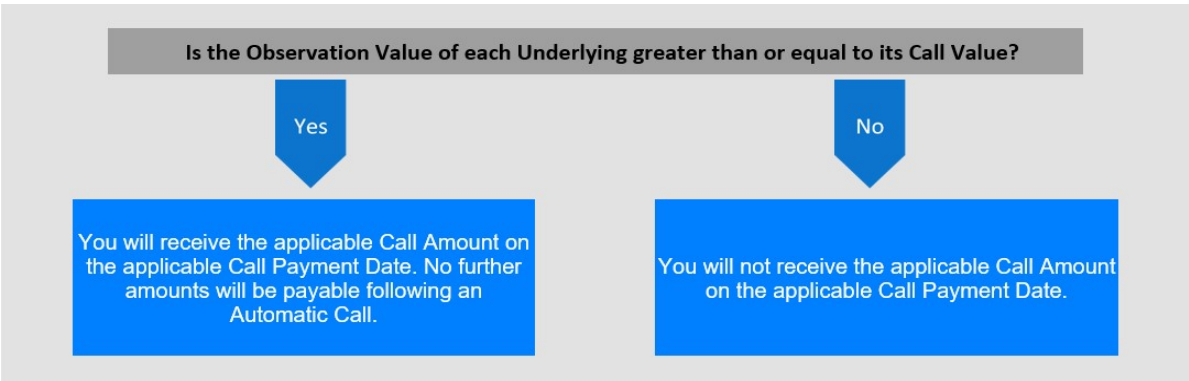 Is the Observation Value of each Underlying greater than or equal to its Call Value?
Yes
No
You will receive the applicable Call Amount on
the applicable Call Payment Date. No further
amounts will be payable following an
Automatic Call.
You will not receive the applicable Call Amount
on the applicable Call Payment Date.